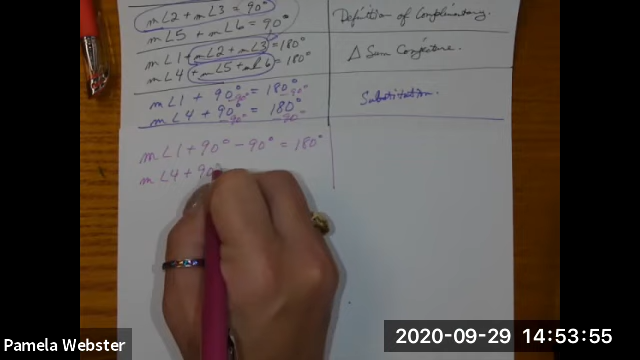 m∠2 + m∠3 = 90°
Definition of Complementary.
m∠5 + m∠6 = 90°
m∠1 + m∠2 + m∠3 = 180°
Δ Sum Conjecture.
m∠4 + m∠5 + m∠6 = 180°
m∠1 + 90° = 180°
-90° -90°
Substitution.
m∠4 + 90° = 180°
-90° -90°
m∠1 + 90° - 90° = 180°
m∠4 + 90°
Pamela Webster
2020-09-29 14:53:55